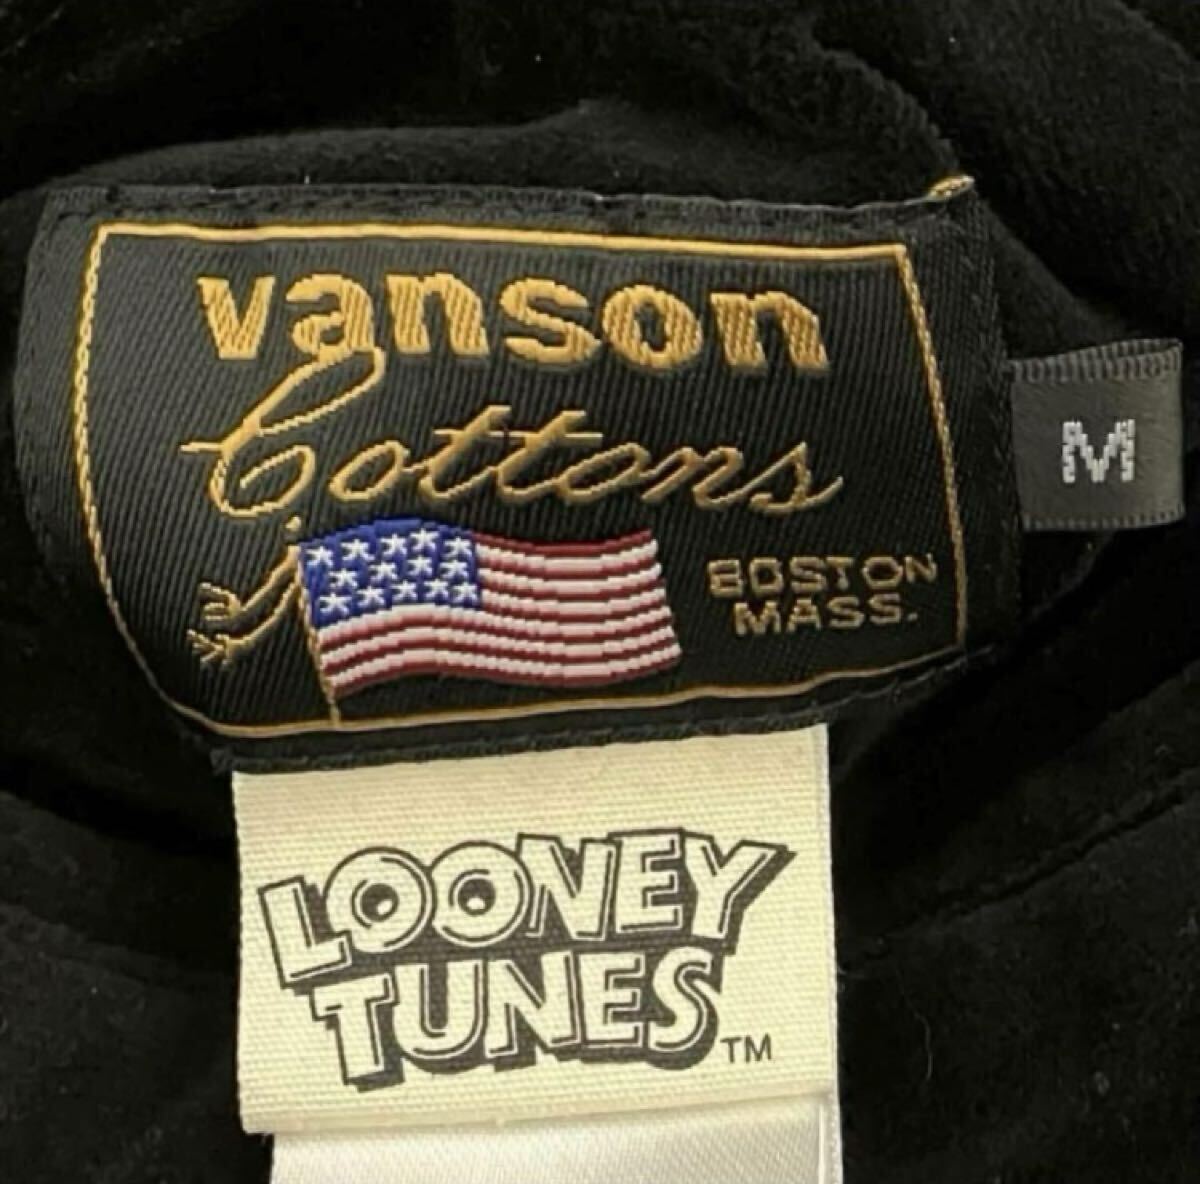 vanson
Cottons
BOSTON
MASS.
M
LOONEY
TUNES
TM